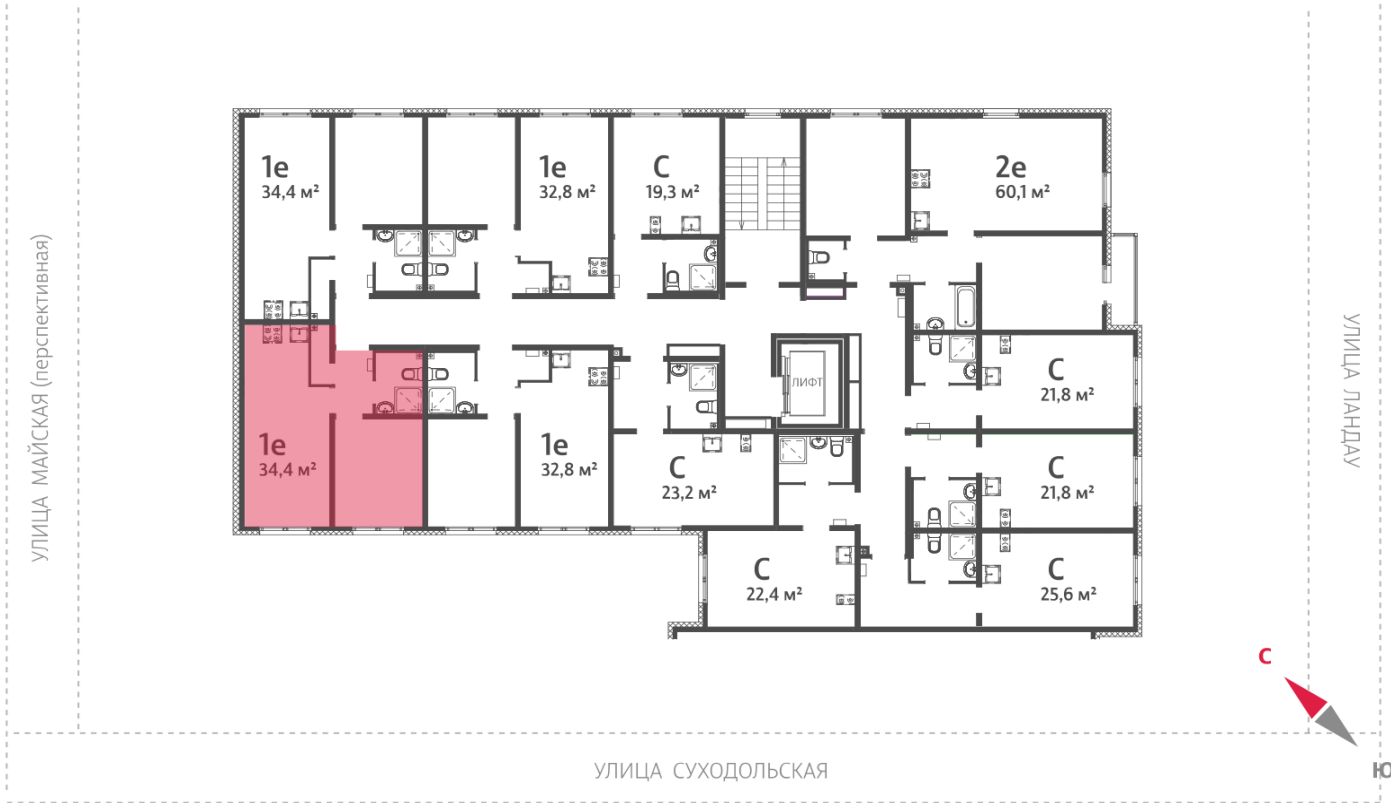 1е
34,4 м²
1е
32,8 м²
С
19,3 м²
2е
60,1 м²
УЛИЦА МАЙСКАЯ (перспективная)
УЛИЦА ЛАНДАУ
ЛИФТ
С
21,8 м²
1е
34,4 м²
1е
32,8 м²
С
23,2 м²
С
21,8 м²
С
22,4 м²
С
25,6 м²
С
Ю
УЛИЦА СУХОДОЛЬСКАЯ